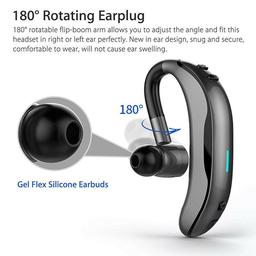 180° Rotating Earplug
180° rotatable flip-boom arm allows you to adjust the angle and fit this
headset in right or left ear perfectly. New in ear design, snug and secure,
comfortable to wear, will not cause ear swelling.
180°
Gel Flex Silicone Earbuds